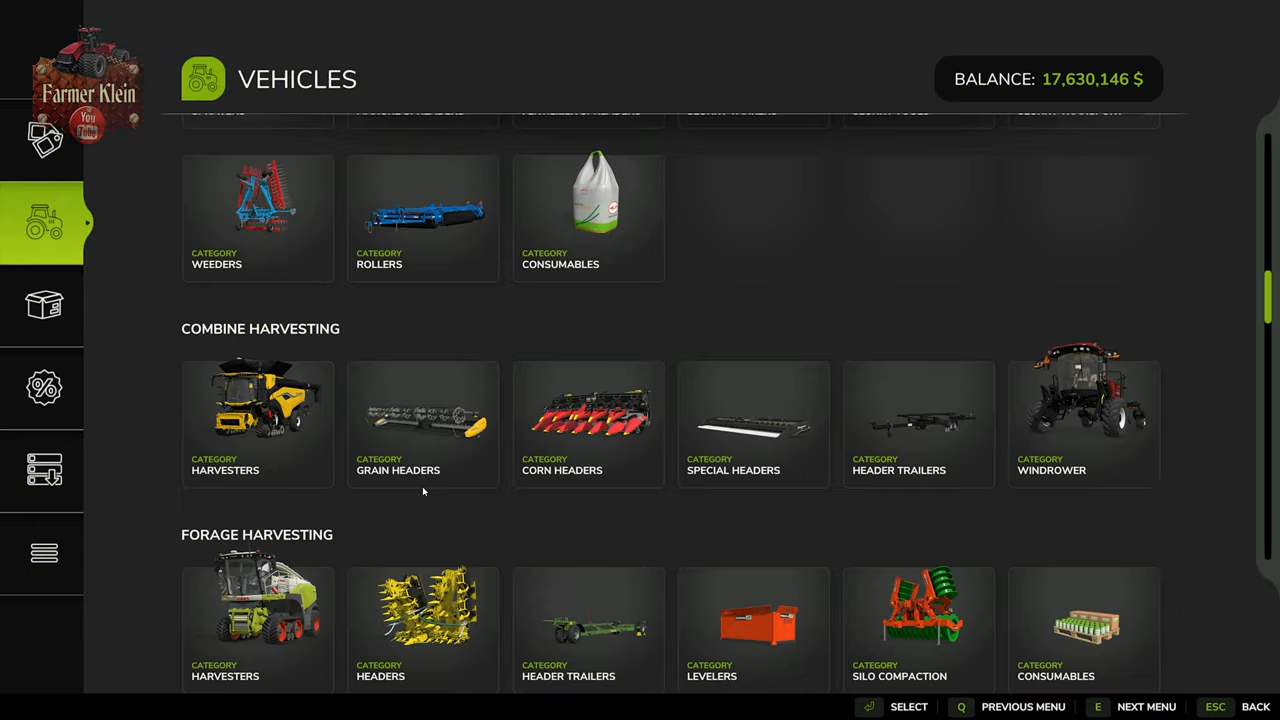 Farmer Klein
You
Tube
VEHICLES
BALANCE: 17,630,146 $
CATEGORY
WEEDERS
CATEGORY
ROLLERS
CATEGORY
CONSUMABLES
COMBINE HARVESTING
CATEGORY
HARVESTERS
CATEGORY
GRAIN HEADERS
CATEGORY
CORN HEADERS
CATEGORY
SPECIAL HEADERS
CATEGORY
HEADER TRAILERS
CATEGORY
WINDROWER
FORAGE HARVESTING
CATEGORY
HARVESTERS
CATEGORY
HEADERS
CATEGORY
HEADER TRAILERS
CATEGORY
LEVELERS
CATEGORY
SILO COMPACTION
CATEGORY
CONSUMABLES
SELECT
Q PREVIOUS MENU
E NEXT MENU
ESC BACK